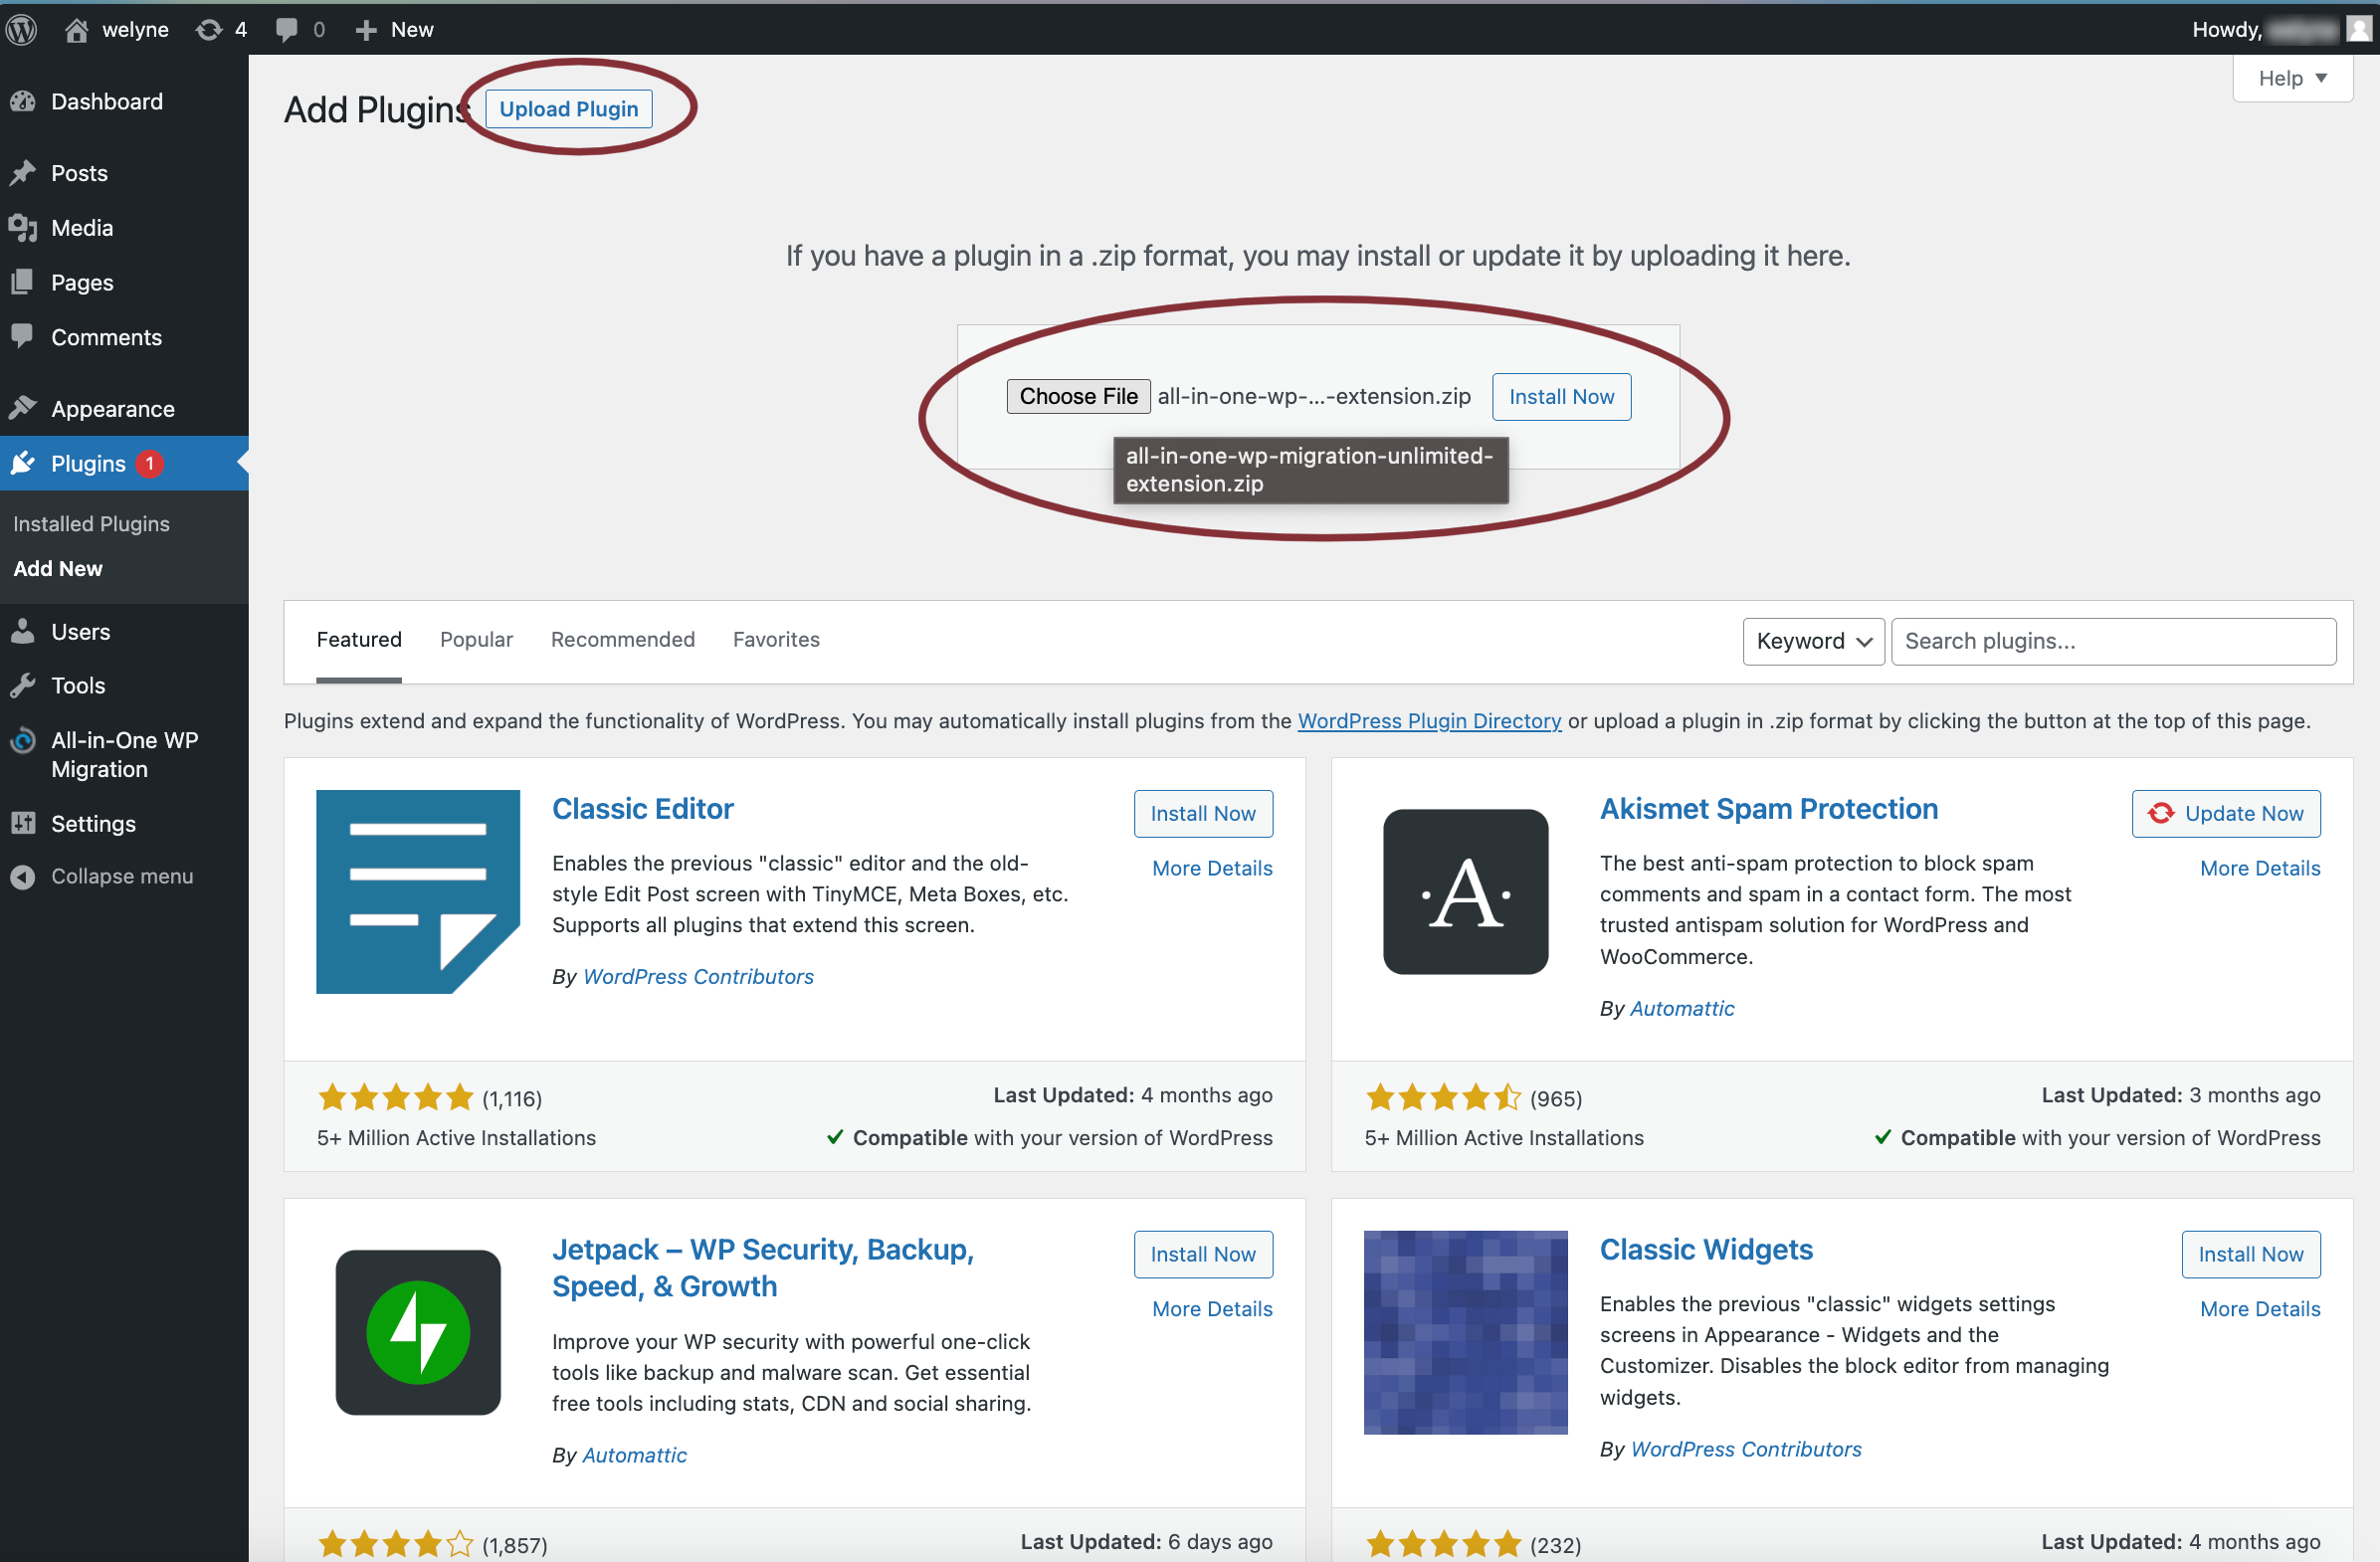 welyne 4 0 New Howdy,
Help
Dashboard
Posts
Media
Pages
Comments
Appearance
Plugins 1
Installed Plugins
Add New
Users
Tools
All-in-One WP
Migration
Settings
Collapse menu
Add Plugins Upload Plugin
If you have a plugin in a .zip format, you may install or update it by uploading it here.
Choose File all-in-one-wp-...-extension.zip Install Now
all-in-one-wp-migration-unlimited-
extension.zip
Featured Popular Recommended Favorites Keyword Search plugins...
Plugins extend and expand the functionality of WordPress. You may automatically install plugins from the WordPress Plugin Directory or upload a plugin in .zip format by clicking the button at the top of this page.
Classic Editor
Install Now
More Details
Enables the previous "classic" editor and the old-
style Edit Post screen with TinyMCE, Meta Boxes, etc.
Supports all plugins that extend this screen.
By WordPress Contributors
(1,116)
Last Updated: 4 months ago
5+ Million Active Installations
Compatible with your version of WordPress
·A·
Akismet Spam Protection
Update Now
More Details
The best anti-spam protection to block spam
comments and spam in a contact form. The most
trusted antispam solution for WordPress and
WooCommerce.
By Automattic
(965)
Last Updated: 3 months ago
5+ Million Active Installations
Compatible with your version of WordPress
Jetpack – WP Security, Backup,
Speed, & Growth
Install Now
More Details
Improve your WP security with powerful one-click
tools like backup and malware scan. Get essential
free tools including stats, CDN and social sharing.
By Automattic
(1,857)
Last Updated: 6 days ago
Classic Widgets
Install Now
More Details
Enables the previous "classic" widgets settings
screens in Appearance - Widgets and the
Customizer. Disables the block editor from managing
widgets.
By WordPress Contributors
(232)
Last Updated: 4 months ago